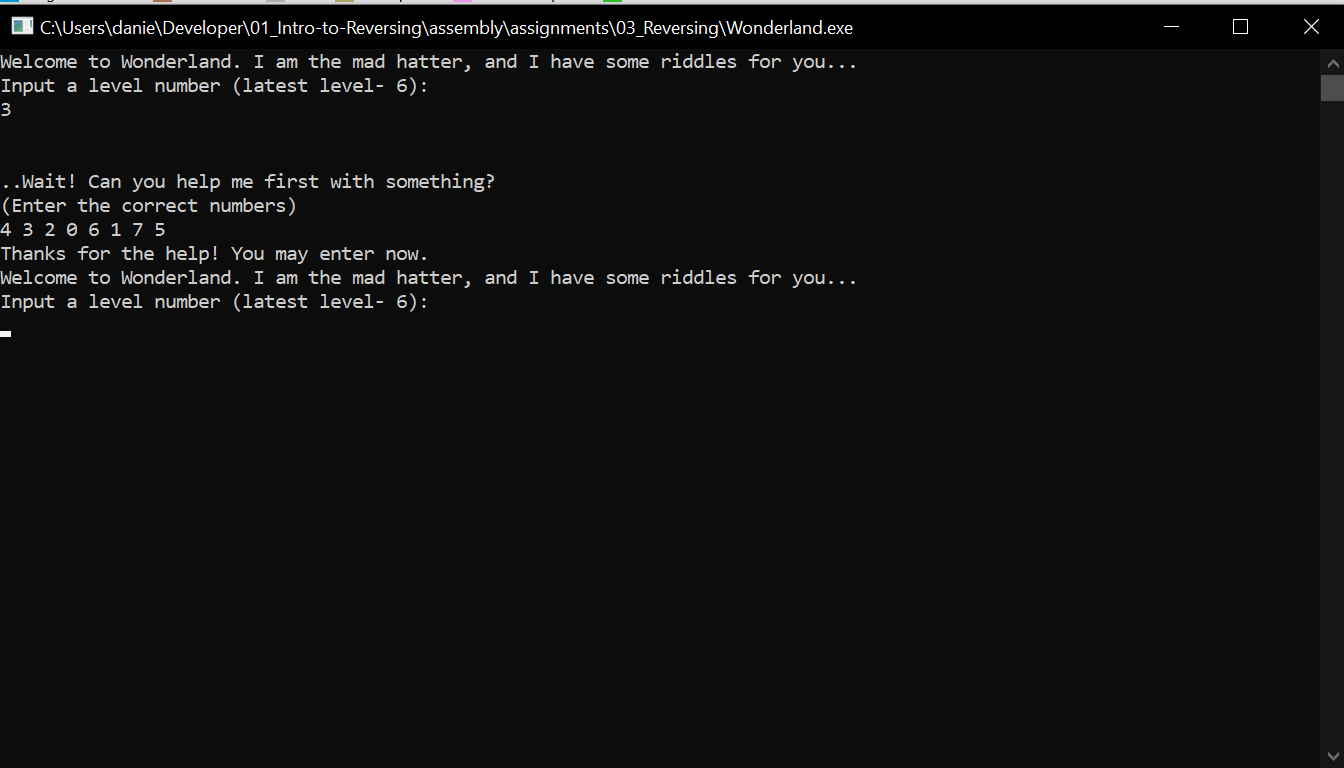 C:\Users\danie\Developer\01_Intro-to-Reversing\assembly\assignments\03_Reversing\Wonderland.exe
Welcome to Wonderland. I am the mad hatter, and I have some riddles for you...
Input a level number (latest level- 6):
3
..Wait! Can you help me first with something?
(Enter the correct numbers)
4 3 2 0 6 1 7 5
Thanks for the help! You may enter now.
Welcome to Wonderland. I am the mad hatter, and I have some riddles for you...
Input a level number (latest level- 6):